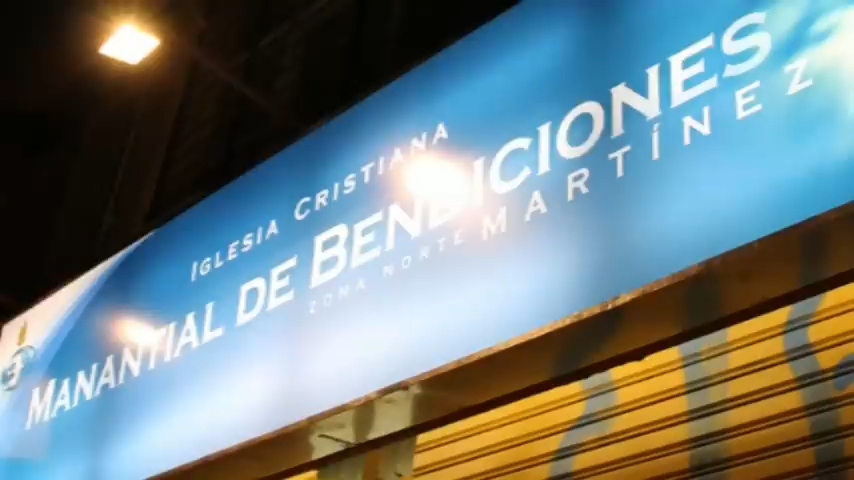 IGLESIA CRISTIANA
MANANTIAL DE BENDICIONES
ZONA NORTE MARTÍNEZ